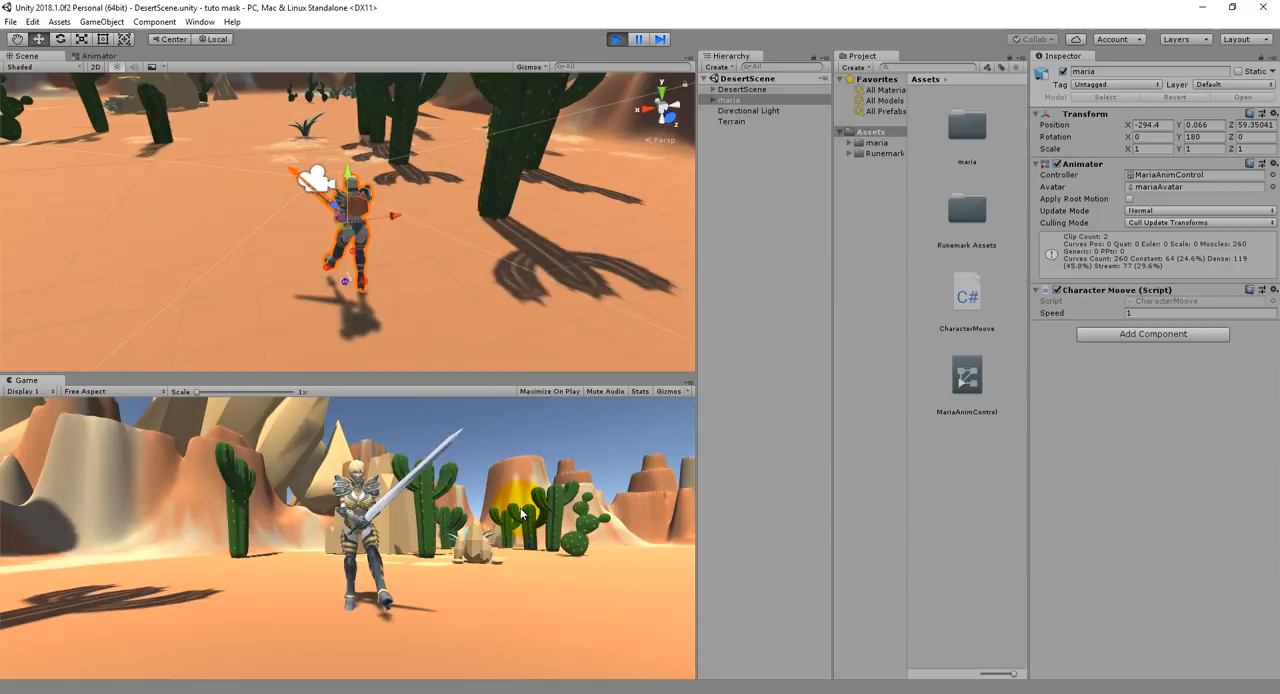 Unity 2018.1.0f2 Personal (64bit) - DesertScene.unity - tuto mask - PC, Mac & Linux Standalone <DX11>
File Edit Assets GameObject Component Window Help
Center Local Collab Account Layers Layout
Scene Animator
Shaded 2D Gizmos All
Persp
y
x
z
Game
Display 1 Free Aspect Scale 1x Maximize On Play Mute Audio Stats Gizmos
Hierarchy
Create All
DesertScene
DesertScene
maria
Directional Light
Terrain
Project
Create
Favorites
All Materia
All Models
All Prefabs
Assets
maria
Runemark
Assets
maria
Runemark Assets
C#
CharacterMoove
MariaAnimControl
Inspector
maria Static
Tag Untagged Layer Default
Model Select Revert Open
Transform
Position X -294.4 Y 0.066 Z 59.35041
Rotation X 0 Y 180 Z 0
Scale X 1 Y 1 Z 1
Animator
Controller MariaAnimControl
Avatar mariaAvatar
Apply Root Motion
Update Mode Normal
Culling Mode Cull Update Transforms
Clip Count: 2
Curves Pos: 0 Quat: 0 Euler: 0 Scale: 0 Muscles: 260
Generic: 0 PPtr: 0
Curves Count: 260 Constant: 64 (24.6%) Dense: 119
(45.8%) Stream: 77 (29.6%)
Character Moove (Script)
Script CharacterMoove
Speed 1
Add Component